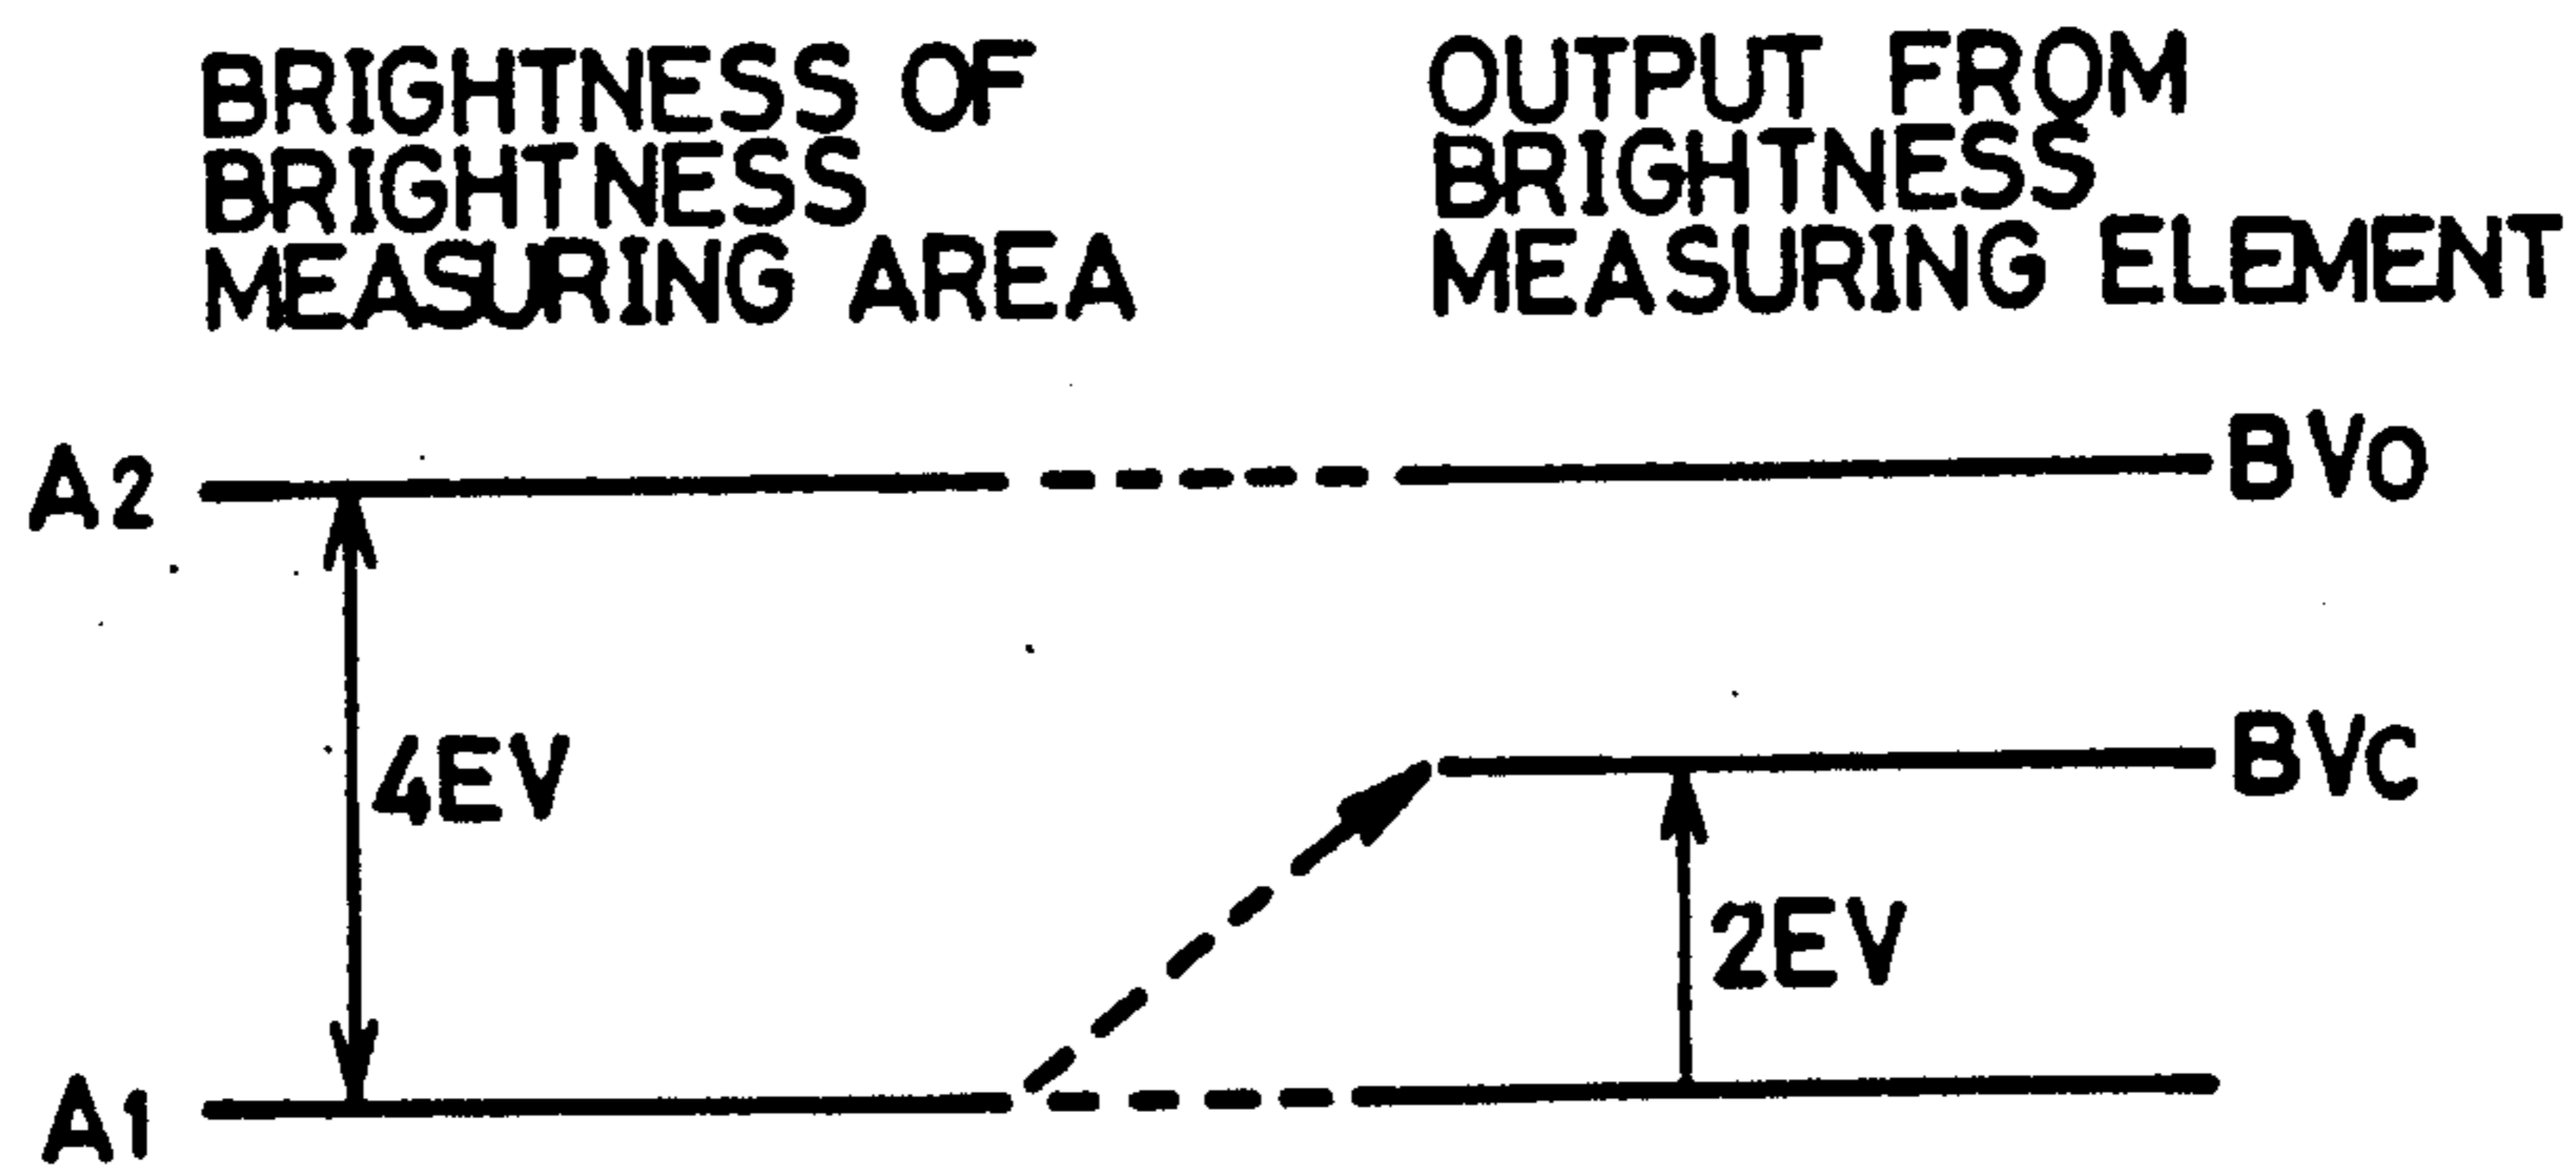 BRIGHTNESS OF
BRIGHTNESS
MEASURING AREA
OUTPUT FROM
BRIGHTNESS
MEASURING ELEMENT
A2
BVO
4EV
BVC
2EV
A1